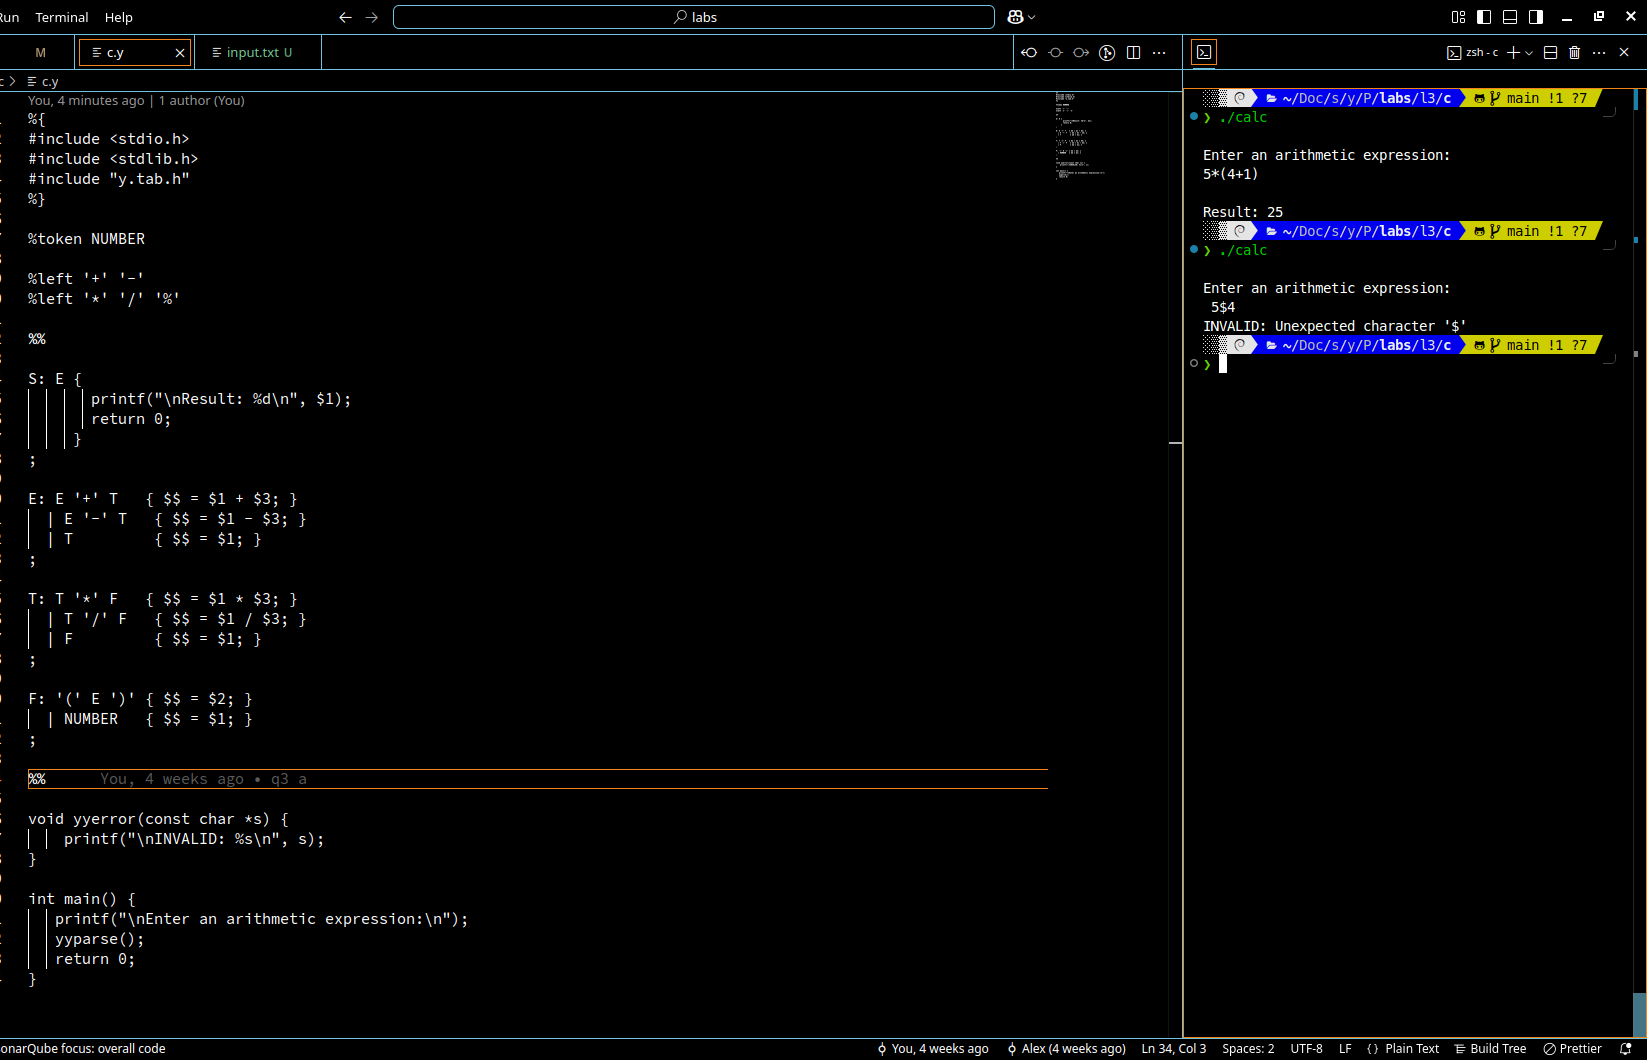 Run Terminal Help
labs
M
c.y
input.txt U
zsh - c
c > c.y
You, 4 minutes ago | 1 author (You)
%{
#include <stdio.h>
#include <stdlib.h>
#include "y.tab.h"
%}
%token NUMBER
%left '+' '-'
%left '*' '/' '%'
%%
S: E {
printf("\nResult: %d\n", $1);
return 0;
}
;
E: E '+' T { $$ = $1 + $3; }
| E '-' T { $$ = $1 - $3; }
| T { $$ = $1; }
;
T: T '*' F { $$ = $1 * $3; }
| T '/' F { $$ = $1 / $3; }
| F { $$ = $1; }
;
F: '(' E ')' { $$ = $2; }
| NUMBER { $$ = $1; }
;
%% You, 4 weeks ago • q3 a
void yyerror(const char *s) {
printf("\nINVALID: %s\n", s);
}
int main() {
printf("\nEnter an arithmetic expression:\n");
yyparse();
return 0;
}
~/Doc/s/y/P/labs/l3/c main !1 ?7
❯ ./calc
Enter an arithmetic expression:
5*(4+1)
Result: 25
~/Doc/s/y/P/labs/l3/c main !1 ?7
❯ ./calc
Enter an arithmetic expression:
5$4
INVALID: Unexpected character '$'
~/Doc/s/y/P/labs/l3/c main !1 ?7
❯
onarQube focus: overall code
You, 4 weeks ago
Alex (4 weeks ago)
Ln 34, Col 3
Spaces: 2
UTF-8
LF
{} Plain Text
Build Tree
Prettier